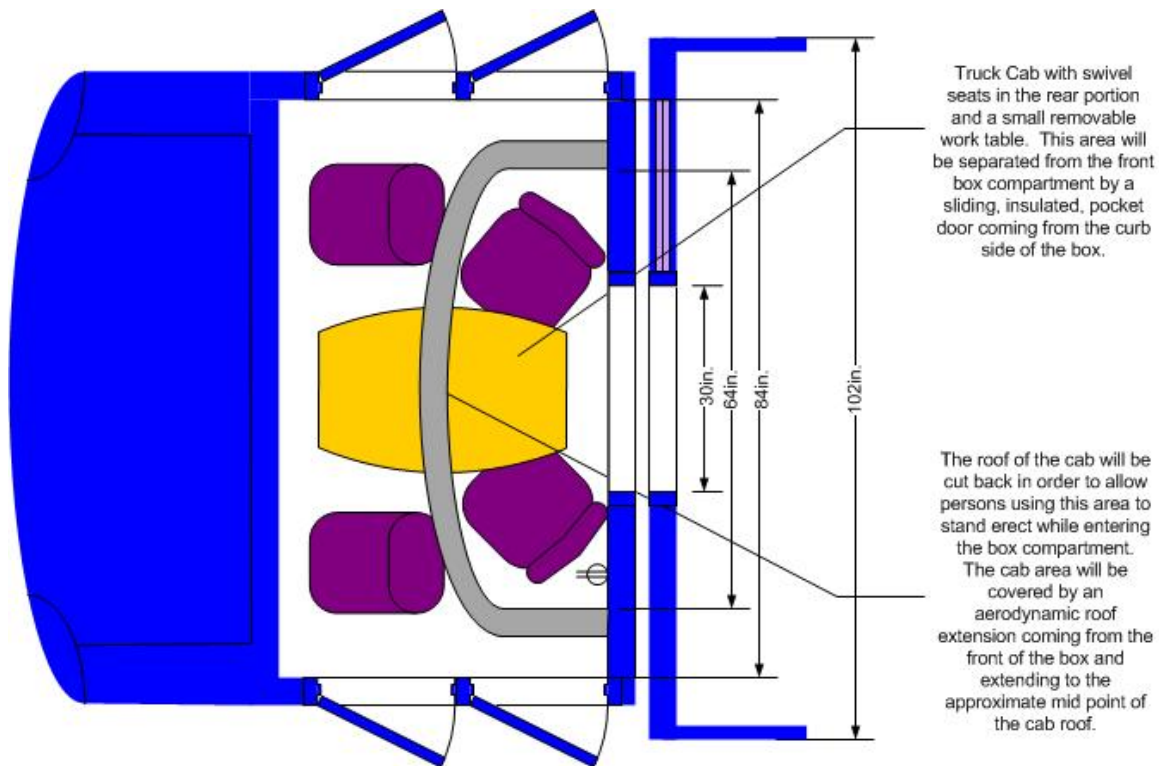 Truck Cab with swivel
seats in the rear portion
and a small removable
work table. This area will
be separated from the front
box compartment by a
sliding, insulated, pocket
door coming from the curb
side of the box.
30in.
64in.
84in.
102in.
The roof of the cab will be
cut back in order to allow
persons using this area to
stand erect while entering
the box compartment.
The cab area will be
covered by an
aerodynamic roof
extension coming from the
front of the box and
extending to the
approximate mid point of
the cab roof.